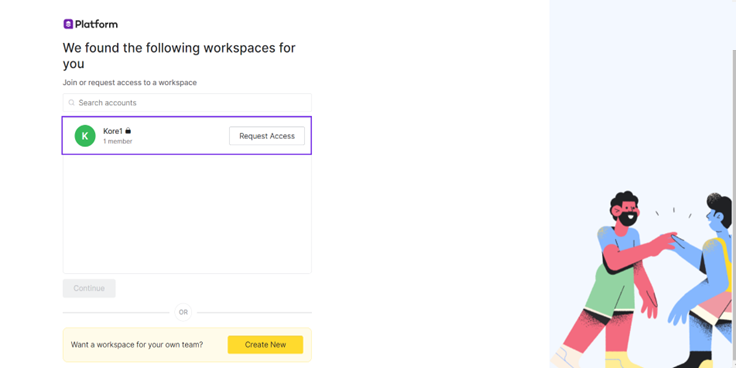 Platform
We found the following workspaces for
you
Join or request access to a workspace
Search accounts
K
Kore1
1 member
Request Access
Continue
OR
Want a workspace for your own team?
Create New